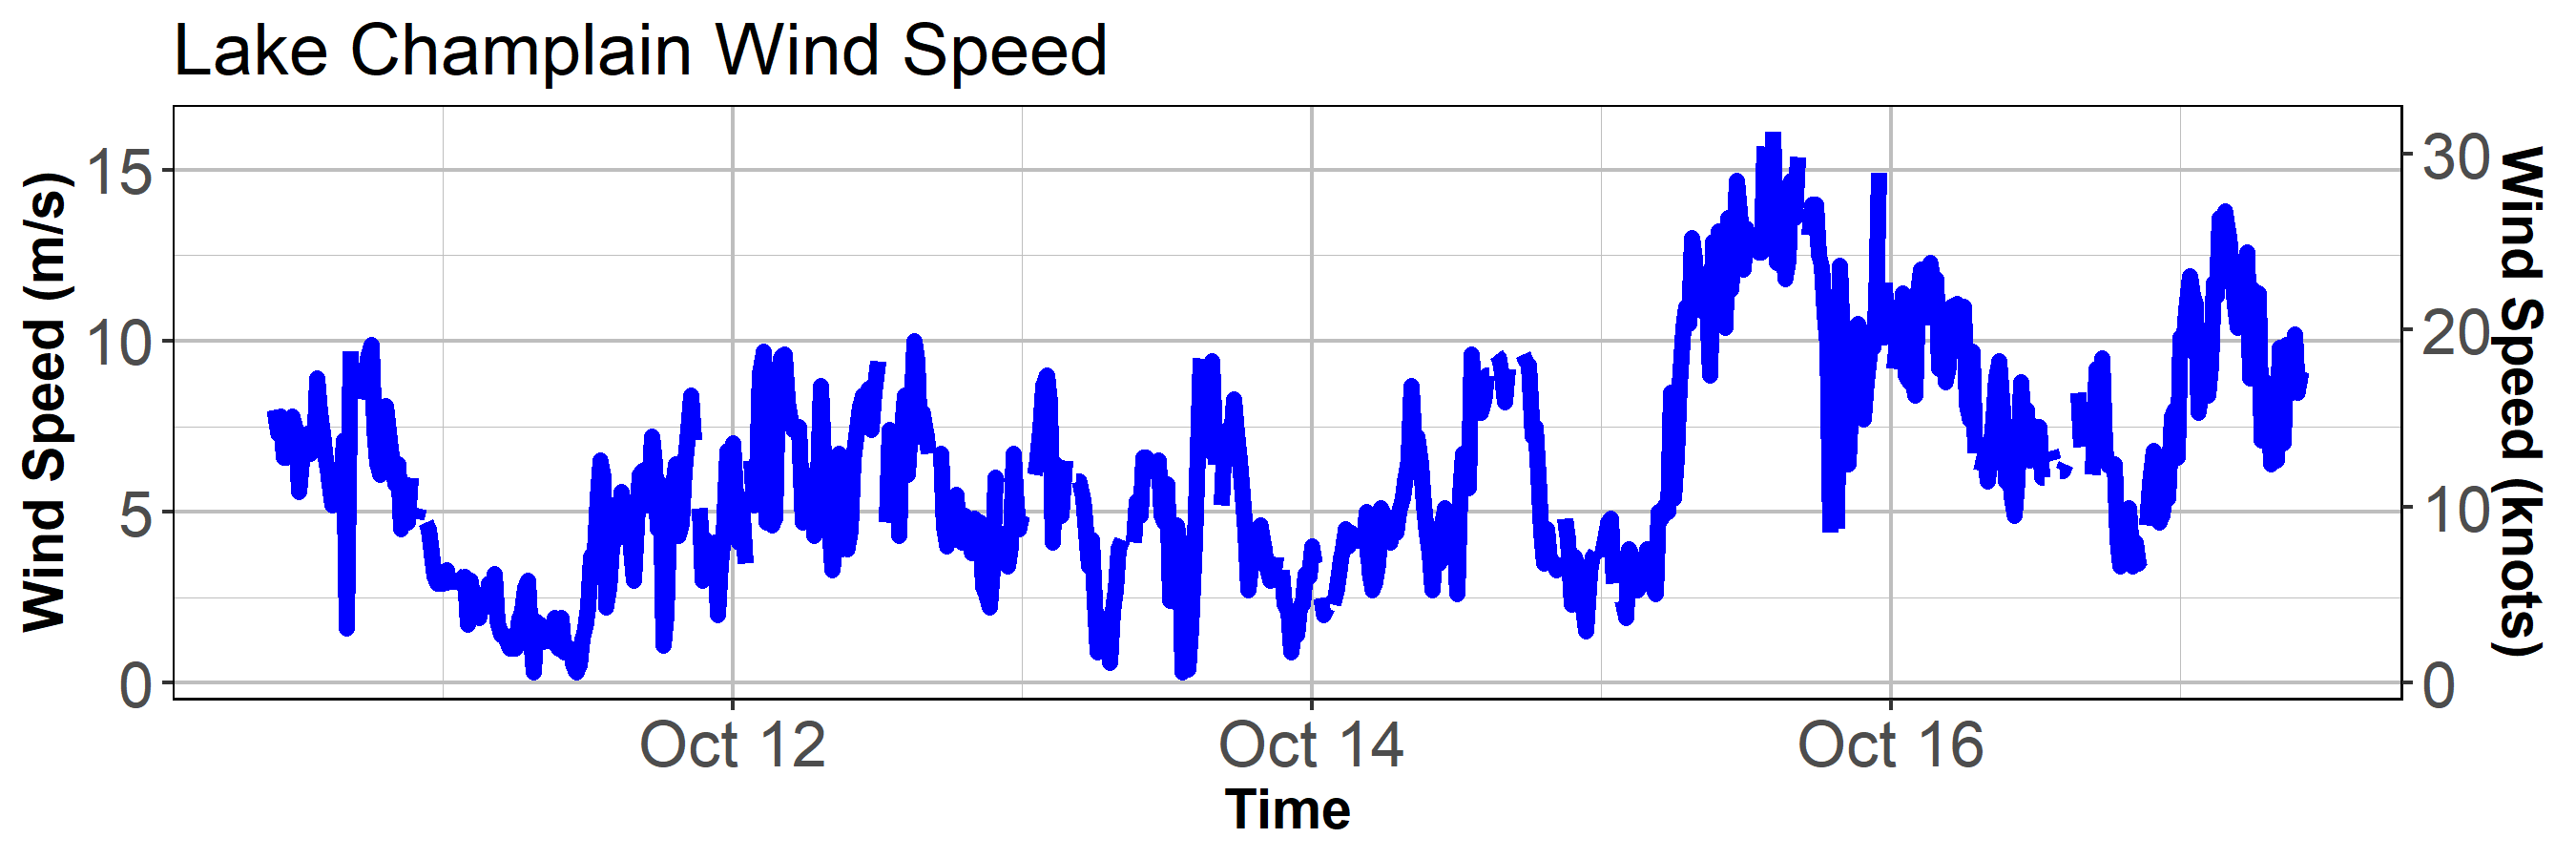 Lake Champlain Wind Speed
Wind Speed (m/s)
15
10
5
0
30
20
10
0
Wind Speed (knots)
Oct 12
Oct 14
Oct 16
Time